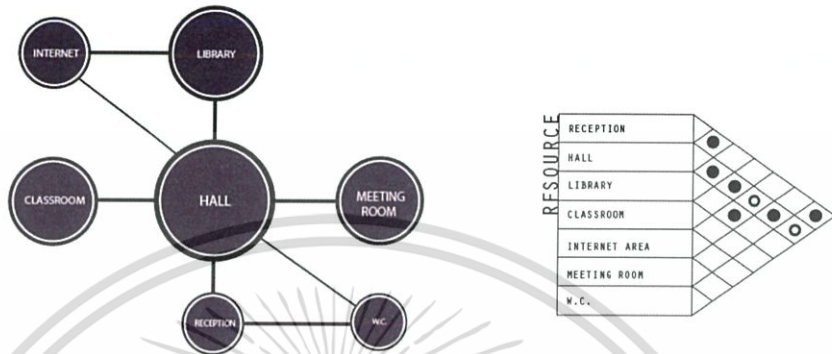 INTERNET
LIBRARY
CLASSROOM
HALL
MEETING
ROOM
RECEPTION
W.C.
RESOURCE
RECEPTION
HALL
LIBRARY
CLASSROOM
INTERNET AREA
MEETING ROOM
W.C.